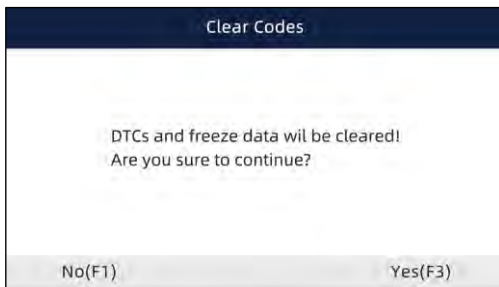 Clear Codes
DTCs and freeze data wil be cleared!
Are you sure to continue?
No(F1) Yes(F3)